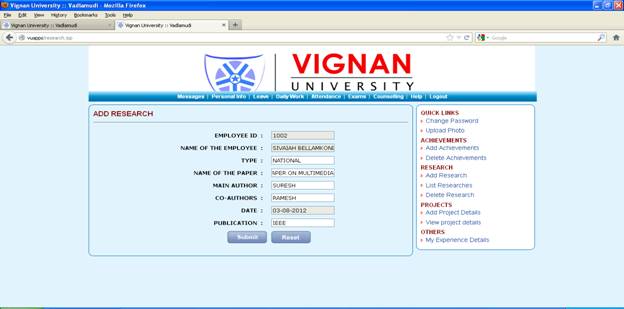 Vignan University :: Vadlamudi - Mozilla Firefox
File Edit View History Bookmarks Tools Help
Vignan University :: Vadlamudi × Vignan University :: Vadlamudi × +
vuapps/research.jsp
Google
VIGNAN
UNIVERSITY
Messages | Personal Info | Leave | DailyWork | Attendance | Exams | Counselling | Help | Logout
ADD RESEARCH
EMPLOYEE ID : 1002
NAME OF THE EMPLOYEE : SIVAIAH BELLAMKONE
TYPE : NATIONAL
NAME OF THE PAPER : APER ON MULTIMEDIA
MAIN AUTHOR : SURESH
CO-AUTHORS : RAMESH
DATE : 03-08-2012
PUBLICATION : IEEE
Submit Reset
QUICK LINKS
Change Password
Upload Photo
ACHIEVEMENTS
Add Achievements
Delete Achievements
RESEARCH
Add Research
List Researches
Delete Research
PROJECTS
Add Project Details
View project details
OTHERS
My Experience Details